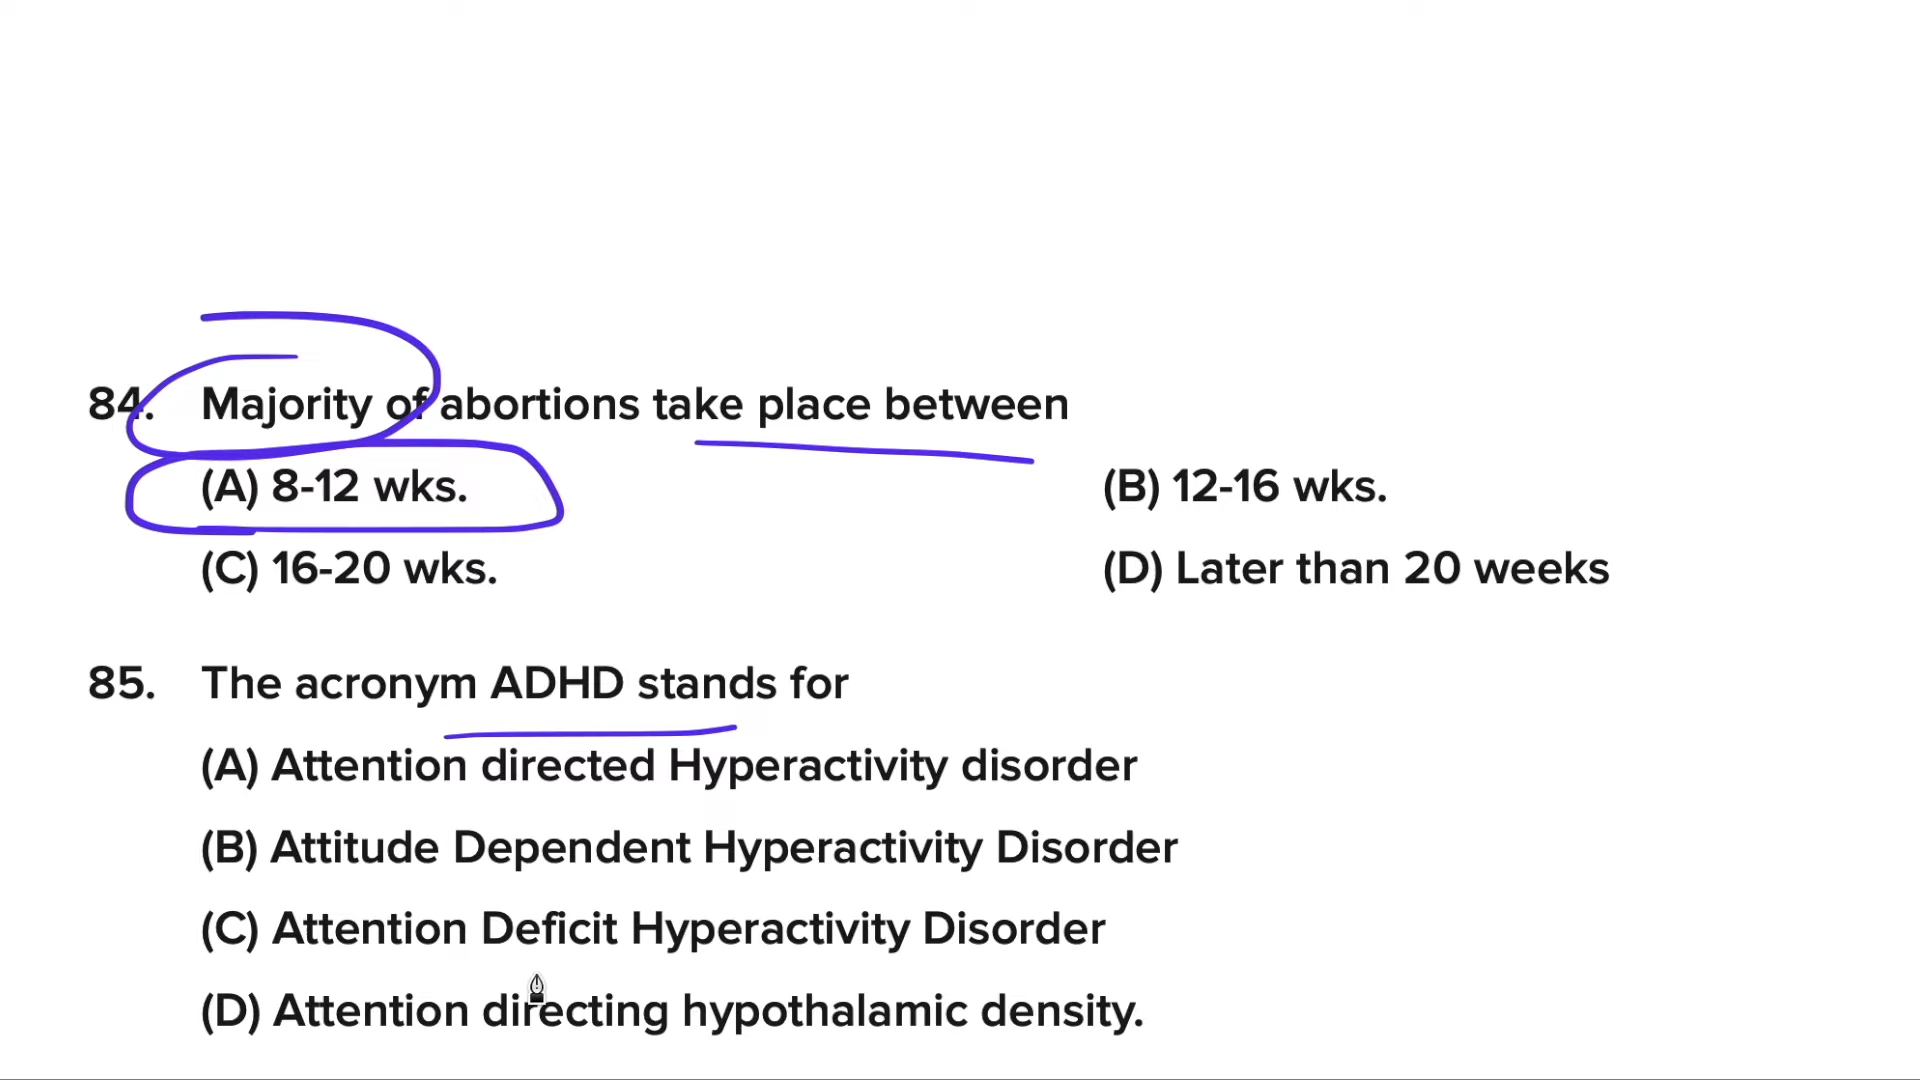 84. Majority of abortions take place between
(A) 8-12 wks. (B) 12-16 wks.
(C) 16-20 wks. (D) Later than 20 weeks
85. The acronym ADHD stands for
(A) Attention directed Hyperactivity disorder
(B) Attitude Dependent Hyperactivity Disorder
(C) Attention Deficit Hyperactivity Disorder
(D) Attention directing hypothalamic density.